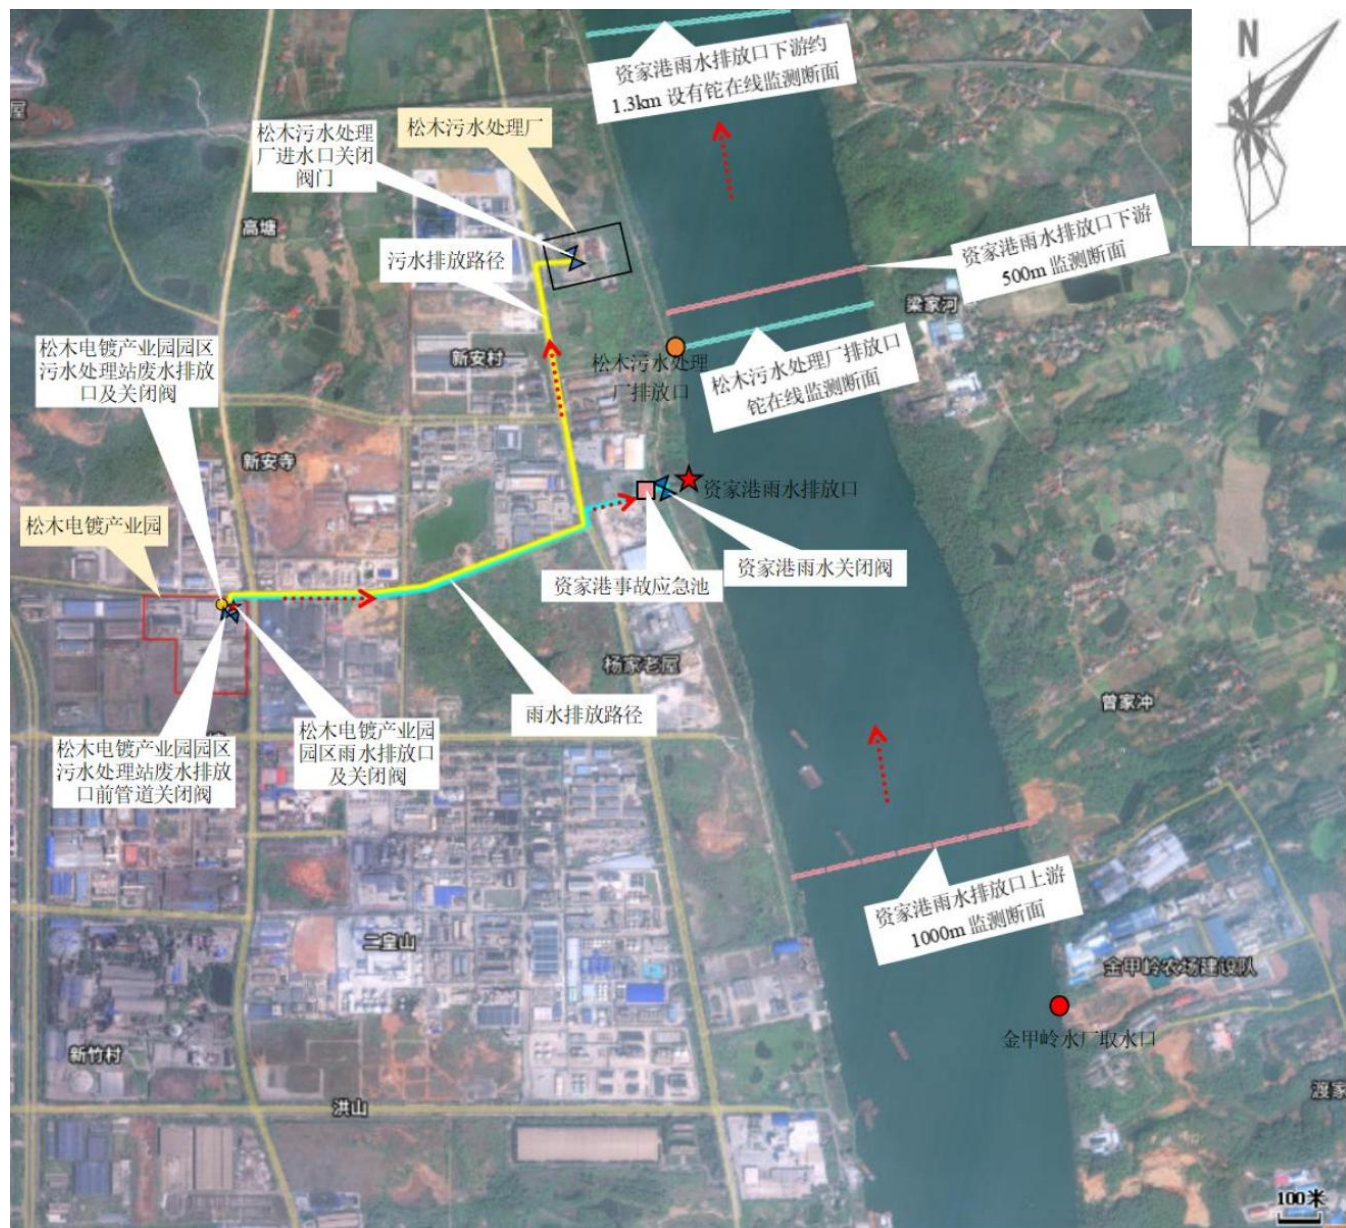 N
资家港雨水排放口下游约
1.3km 设有铊在线监测断面
屋
松木污水处理
厂进水口关闭
阀门
松木污水处理厂
高塘
污水排放路径
资家港雨水排放口下游
500m 监测断面
梁家河
松木电镀产业园园区
污水处理站废水排放
口及关闭阀
新安村
松木污水处理
厂排放口
松木污水处理厂排放口
铊在线监测断面
新安寺
资家港雨水排放口
松木电镀产业园
资家港雨水关闭阀
资家港事故应急池
杨家老屋
雨水排放路径
曾家冲
松木电镀产业园园区
污水处理站废水排放
口前管道关闭阀
松木电镀产业园
园区雨水排放口
及关闭阀
资家港雨水排放口上游
1000m 监测断面
二皇山
金甲岭农场建设队
金甲岭水厂取水口
新竹村
渡家
洪山
100米